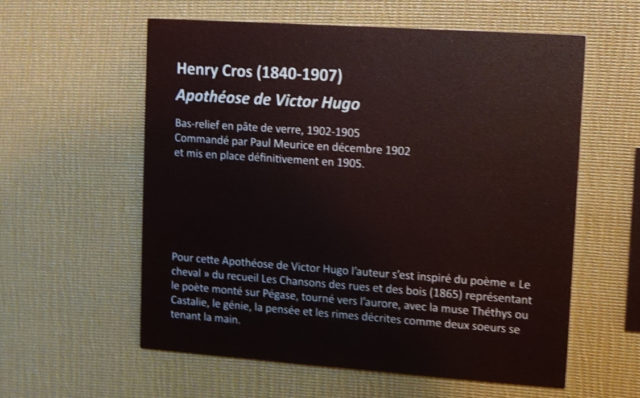 Henry Cros (1840-1907)
Apothéose de Victor Hugo
Bas-relief en pâte de verre, 1902-1905
Commandé par Paul Meurice en décembre 1902
et mis en place définitivement en 1905.
Pour cette Apothéose de Victor Hugo l'auteur s'est inspiré du poème « Le
cheval » du recueil Les Chansons des rues et des bois (1865) représentant
le poète monté sur Pégase, tourné vers l'aurore, avec la muse Théthys ou
Castalie, le génie, la pensée et les rimes décrites comme deux soeurs se
tenant la main.